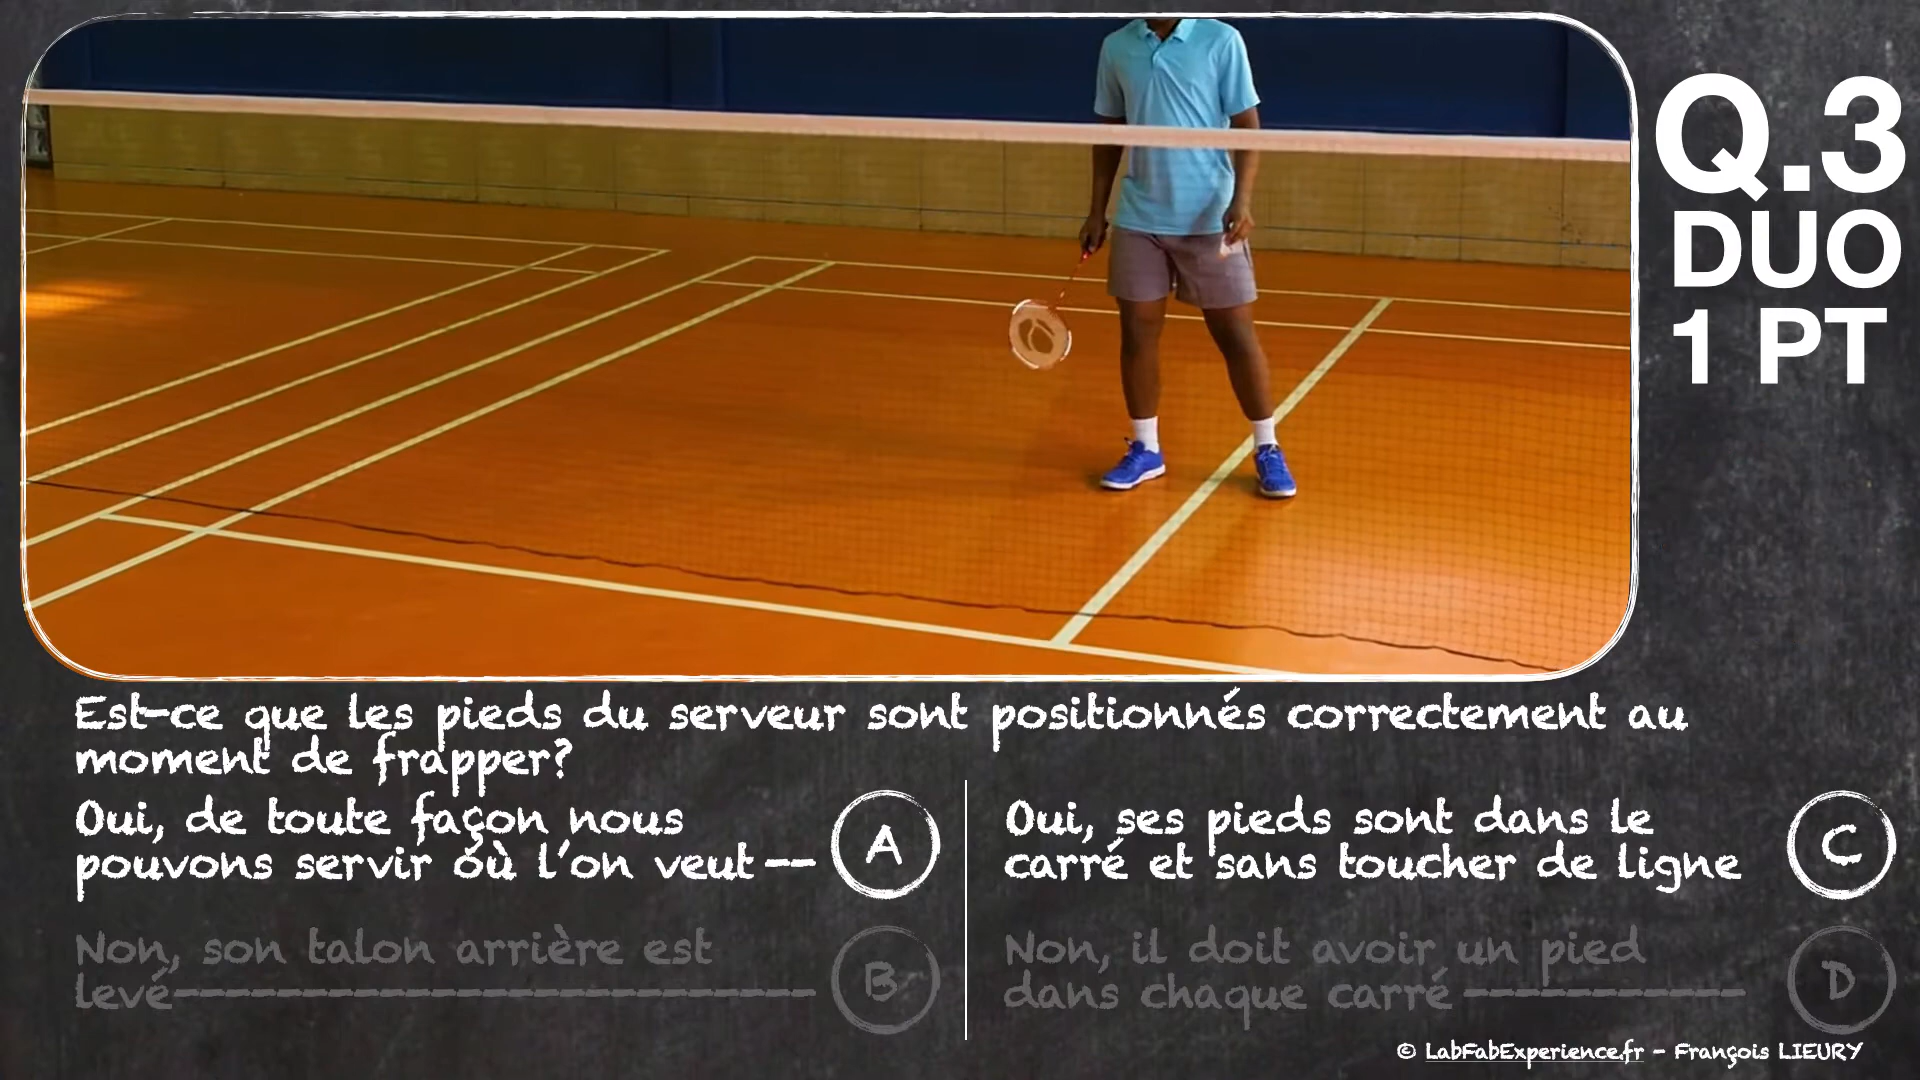 Q.3
DUO
1 PT
Est-ce que les pieds du serveur sont positionnés correctement au
moment de frapper?
Oui, de toute façon nous
pouvons servir où l'on veut --
A
Non, son talon arrière est
levé-------------------------
B
Oui, ses pieds sont dans le
carré et sans toucher de ligne
C
Non, il doit avoir un pied
dans chaque carré -----------
D
© LabFabExperience.fr - François LIEURY